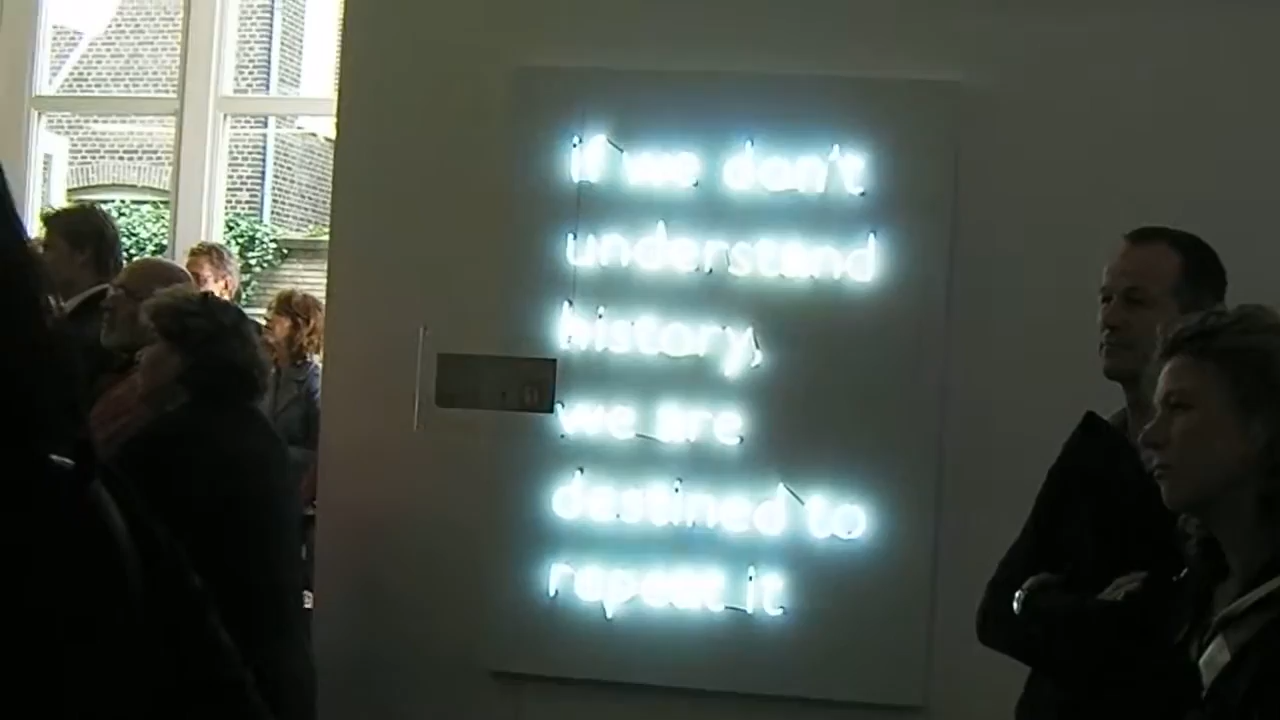 if we don't
understand
history,
we are
destined to
repeat it